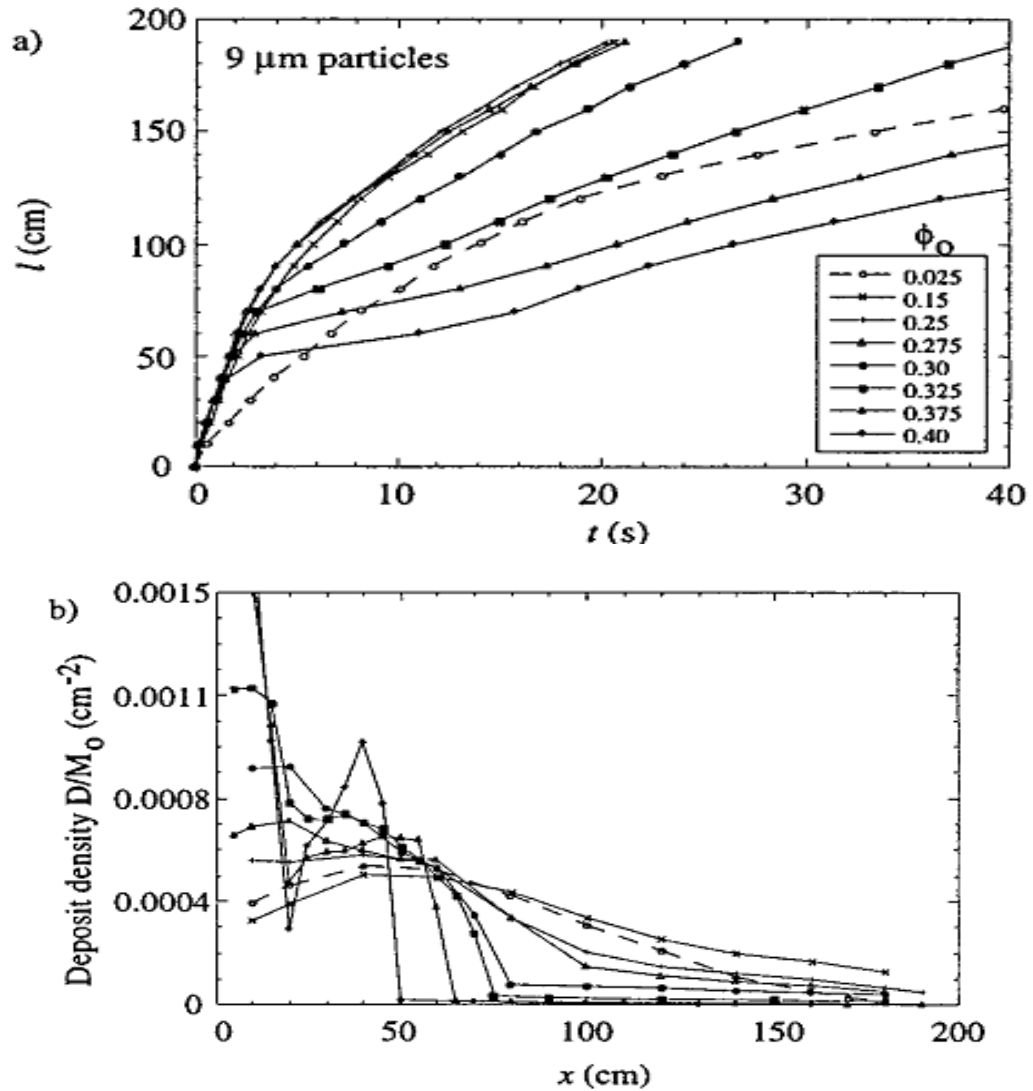 a)
9 μm particles
200
150
100
50
0
l (cm)
0 10 20 30 40
t (s)
ϕo
0.025
0.15
0.25
0.275
0.30
0.325
0.375
0.40
b)
0.0015
0.0011
0.0008
0.0004
0
Deposit density D/Mo (cm-2)
0 50 100 150 200
x (cm)